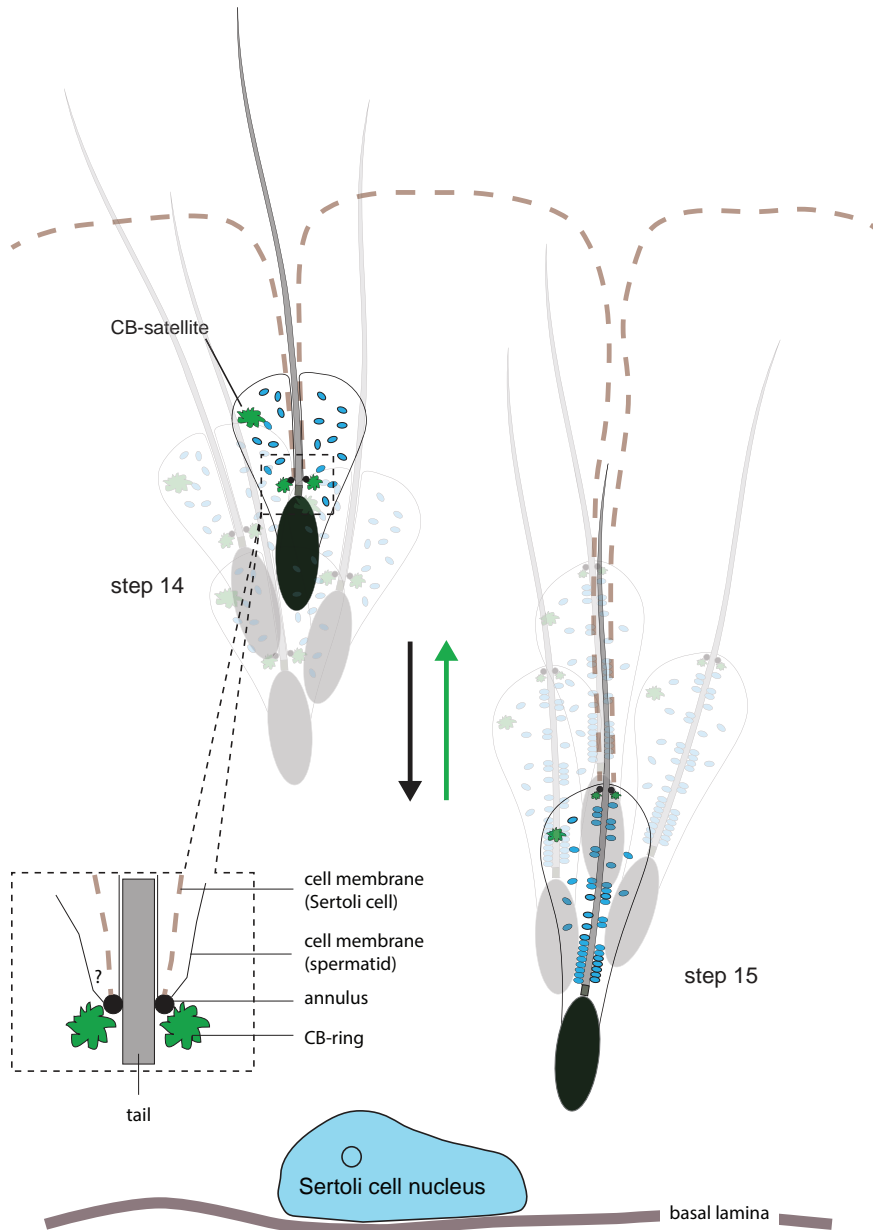 CB-satellite
step 14
cell membrane
(Sertoli cell)
cell membrane
(spermatid)
?
annulus
CB-ring
tail
step 15
Sertoli cell nucleus
basal lamina